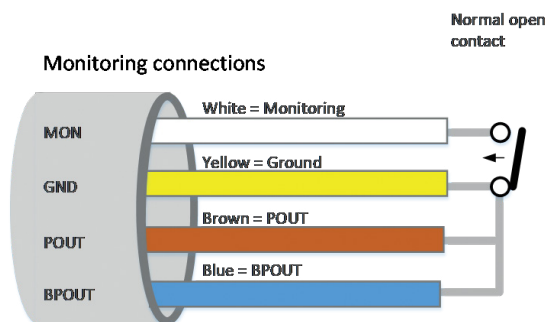 Normal open
contact
Monitoring connections
White = Monitoring
MON
Yellow = Ground
GND
Brown = POUT
POUT
Blue = BPOUT
BPOUT